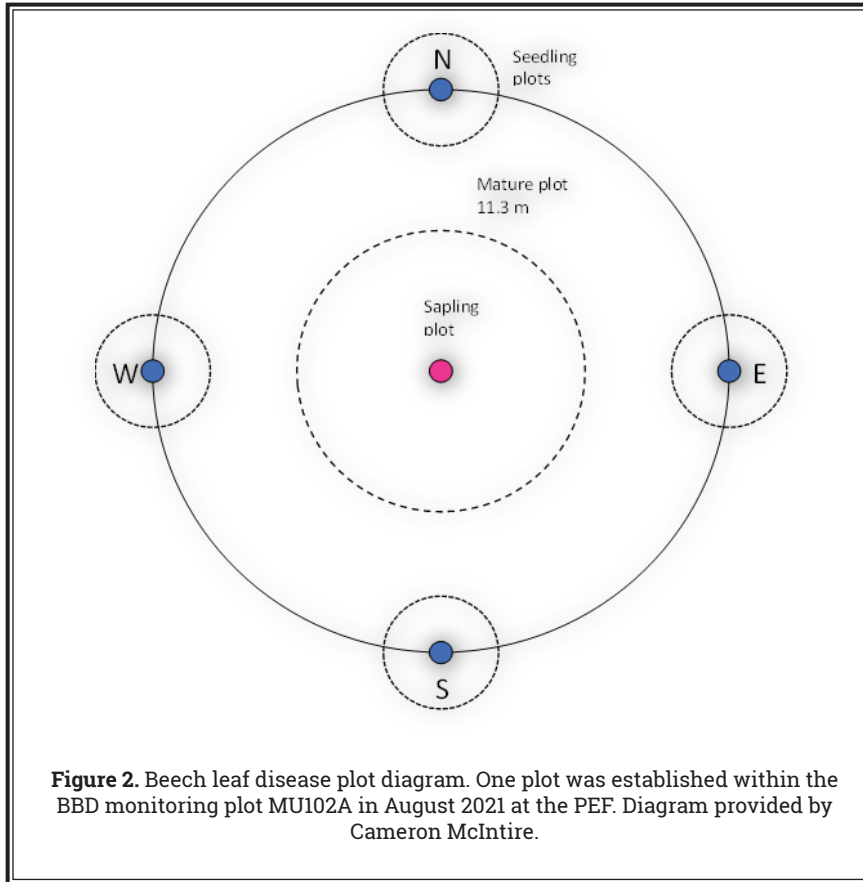 N
Seedling
plots
Mature plot
11.3 m
Sapling
plot
W
E
S
Figure 2. Beech leaf disease plot diagram. One plot was established within the
BBD monitoring plot MU102A in August 2021 at the PEF. Diagram provided by
Cameron McIntire.